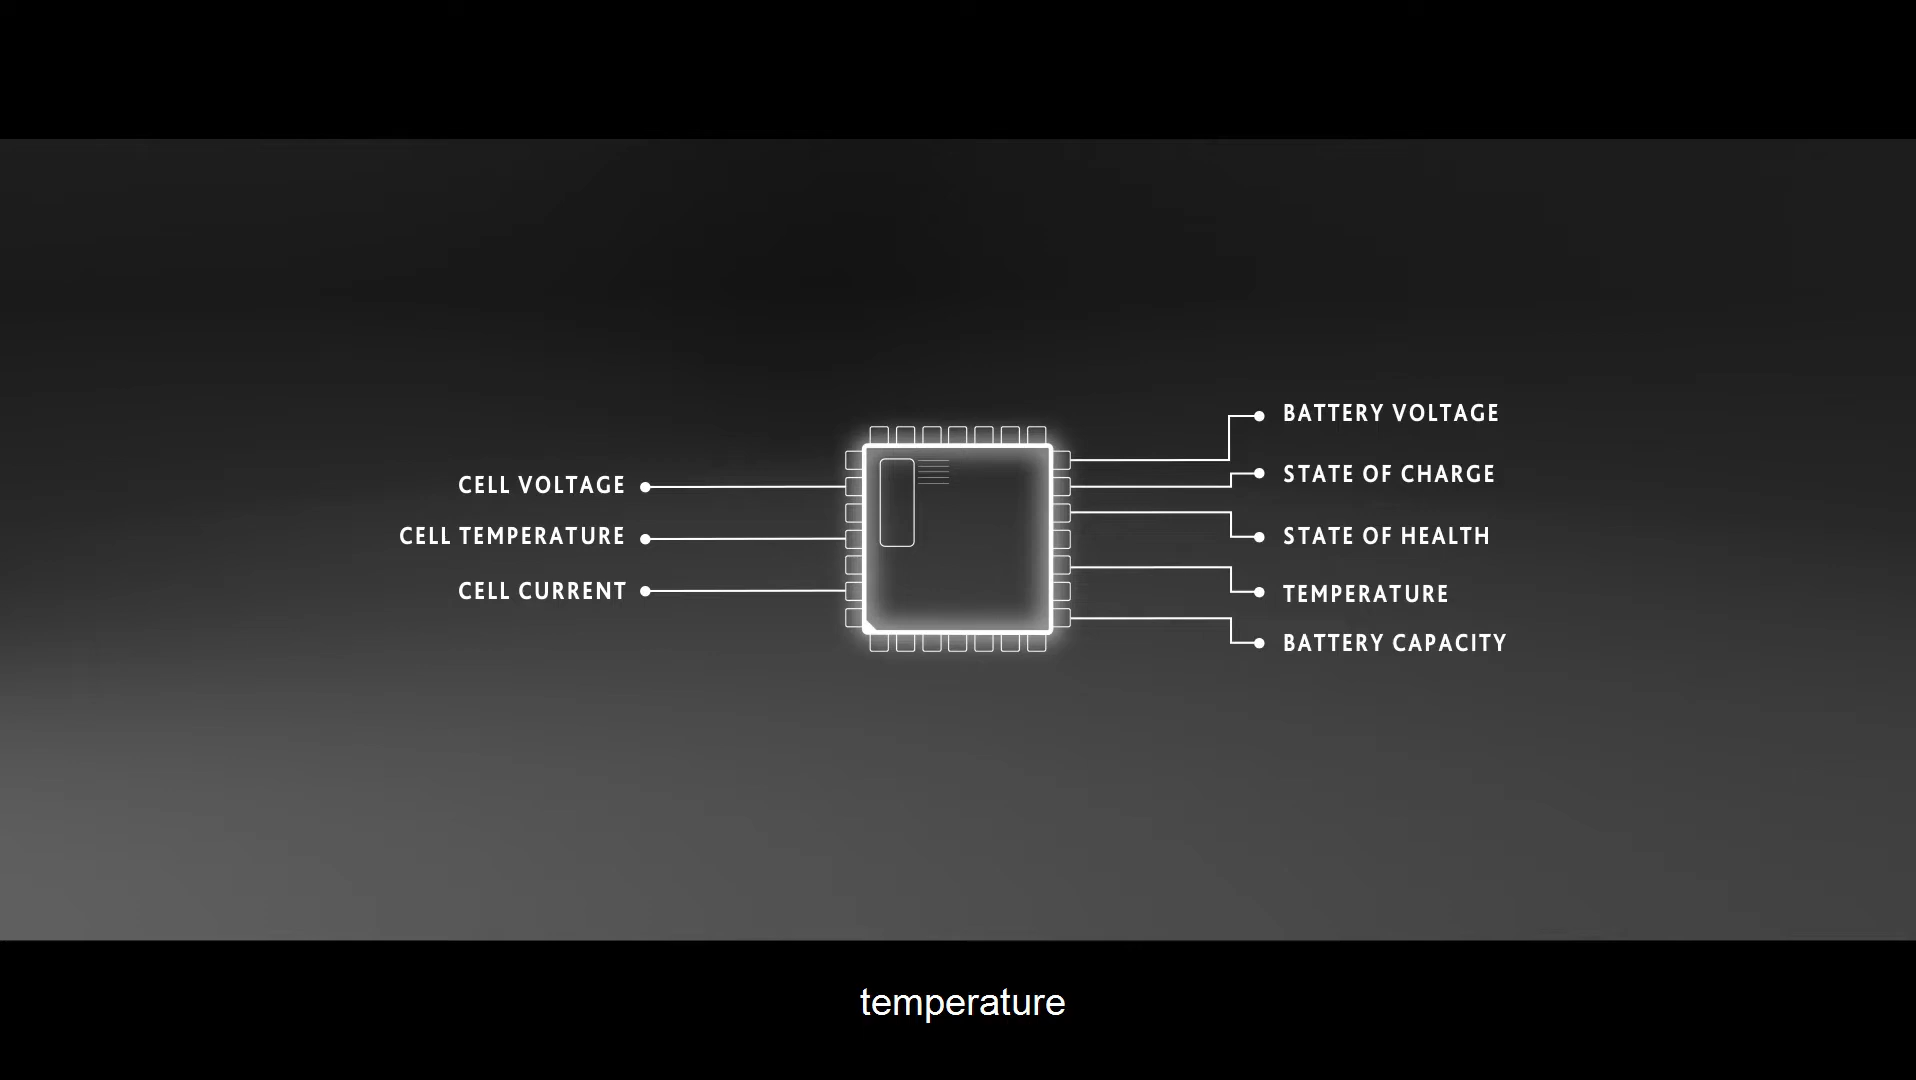 CELL VOLTAGE
CELL TEMPERATURE
CELL CURRENT
BATTERY VOLTAGE
STATE OF CHARGE
STATE OF HEALTH
TEMPERATURE
BATTERY CAPACITY
temperature